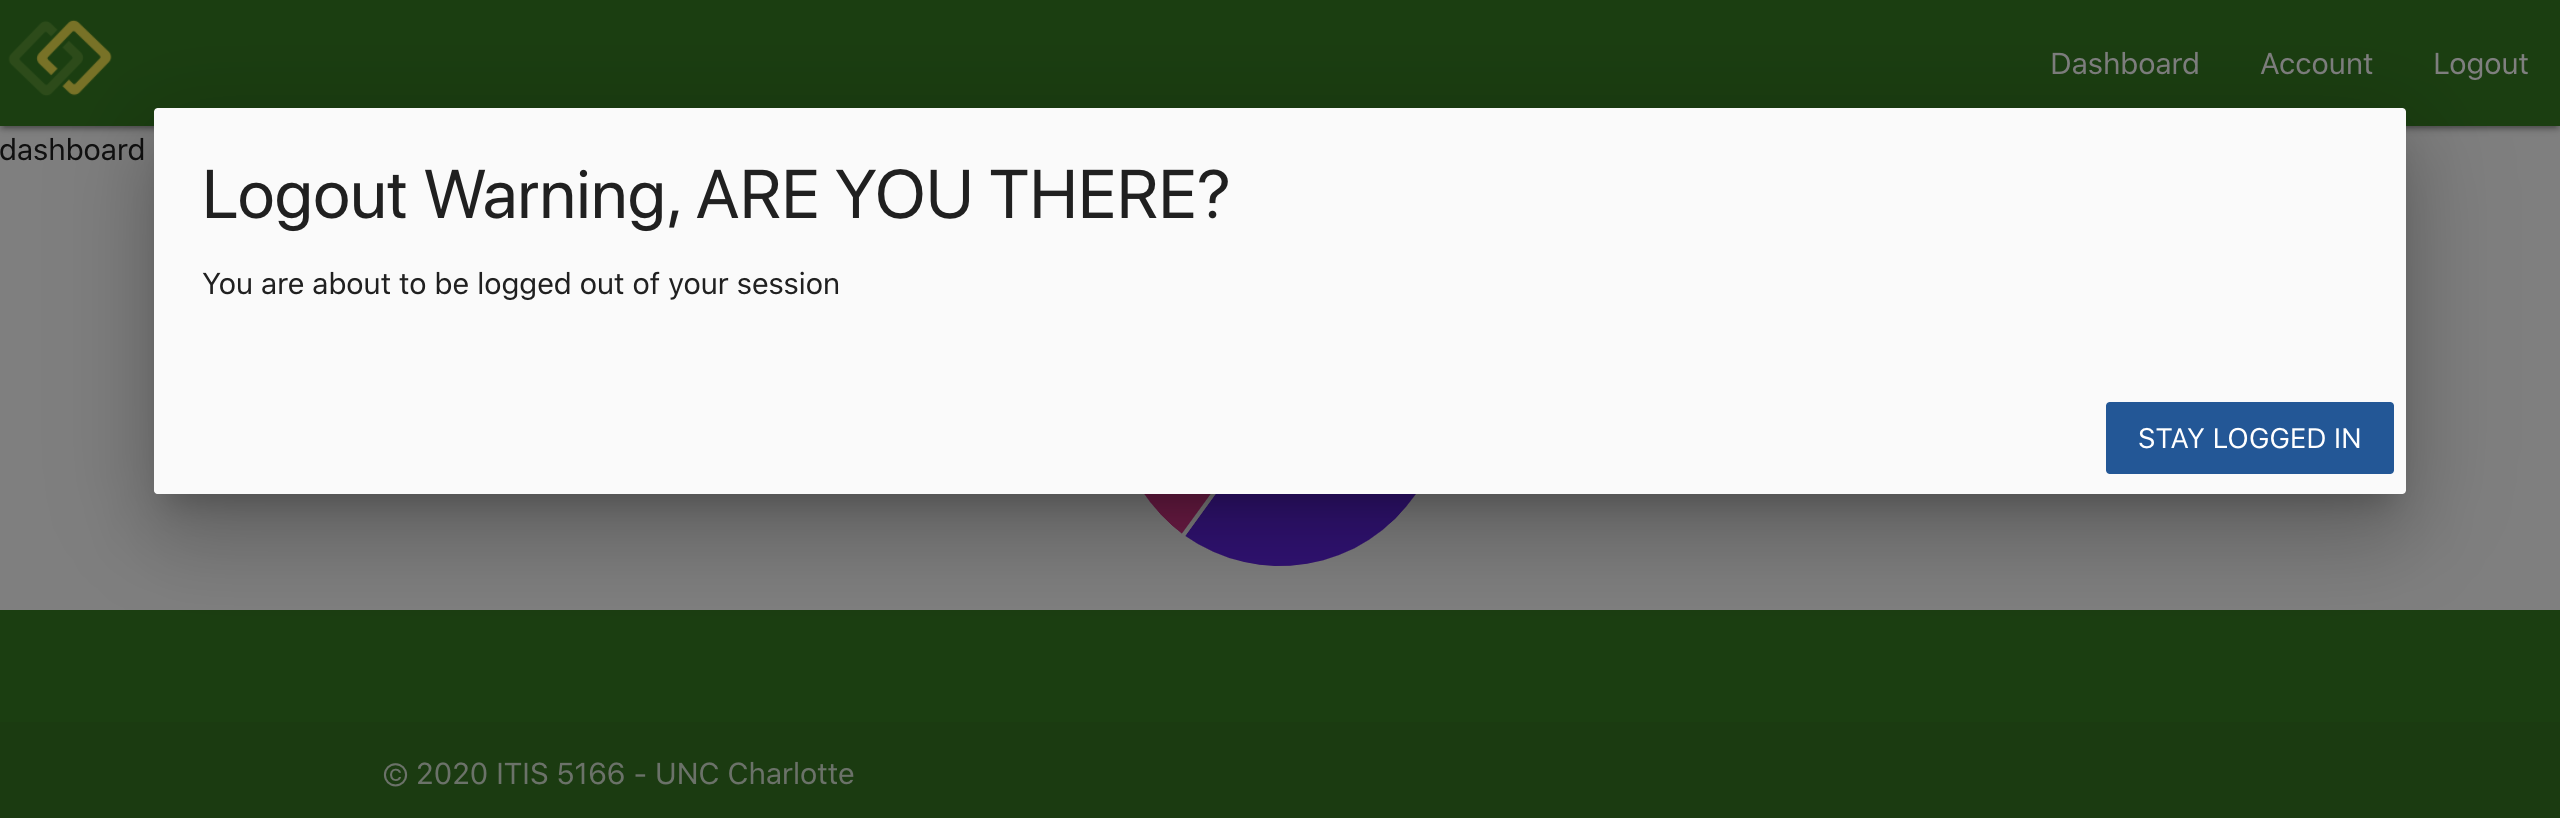 Dashboard Account Logout
dashboard
Logout Warning, ARE YOU THERE?
You are about to be logged out of your session
STAY LOGGED IN
© 2020 ITIS 5166 - UNC Charlotte